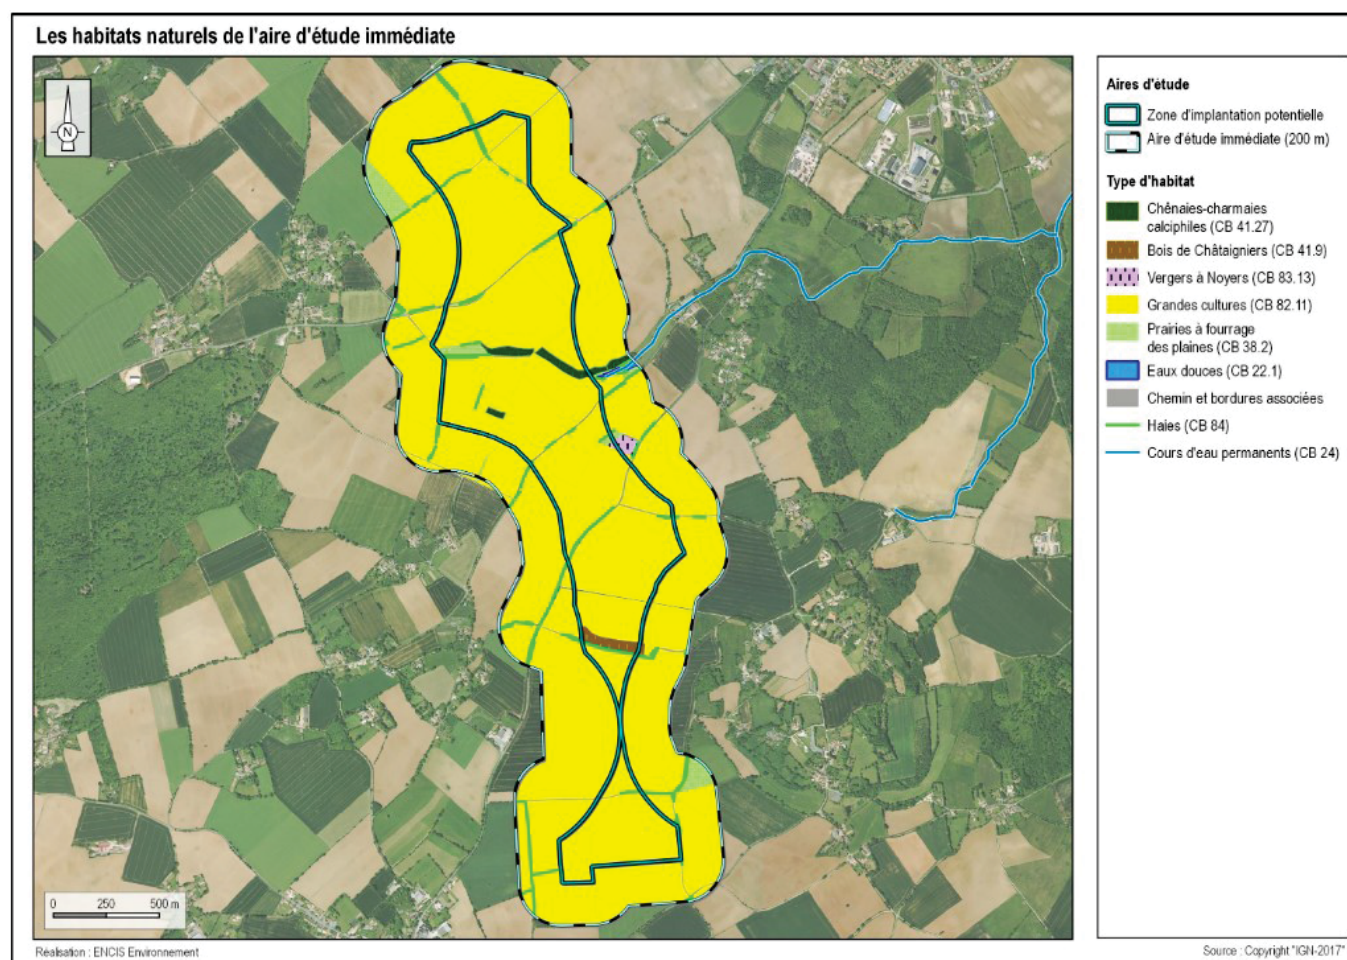 Les habitats naturels de l'aire d'étude immédiate
N
0 250 500 m
Réalisation : ENCIS Environnement
Aires d'étude
Zone d'implantation potentielle
Aire d'étude immédiate (200 m)
Type d'habitat
Chênaies-charmaies
calciphiles (CB 41.27)
Bois de Châtaigniers (CB 41.9)
Vergers à Noyers (CB 83.13)
Grandes cultures (CB 82.11)
Prairies à fourrage
des plaines (CB 38.2)
Eaux douces (CB 22.1)
Chemin et bordures associées
Haies (CB 84)
Cours d'eau permanents (CB 24)
Source : Copyright "IGN-2017"